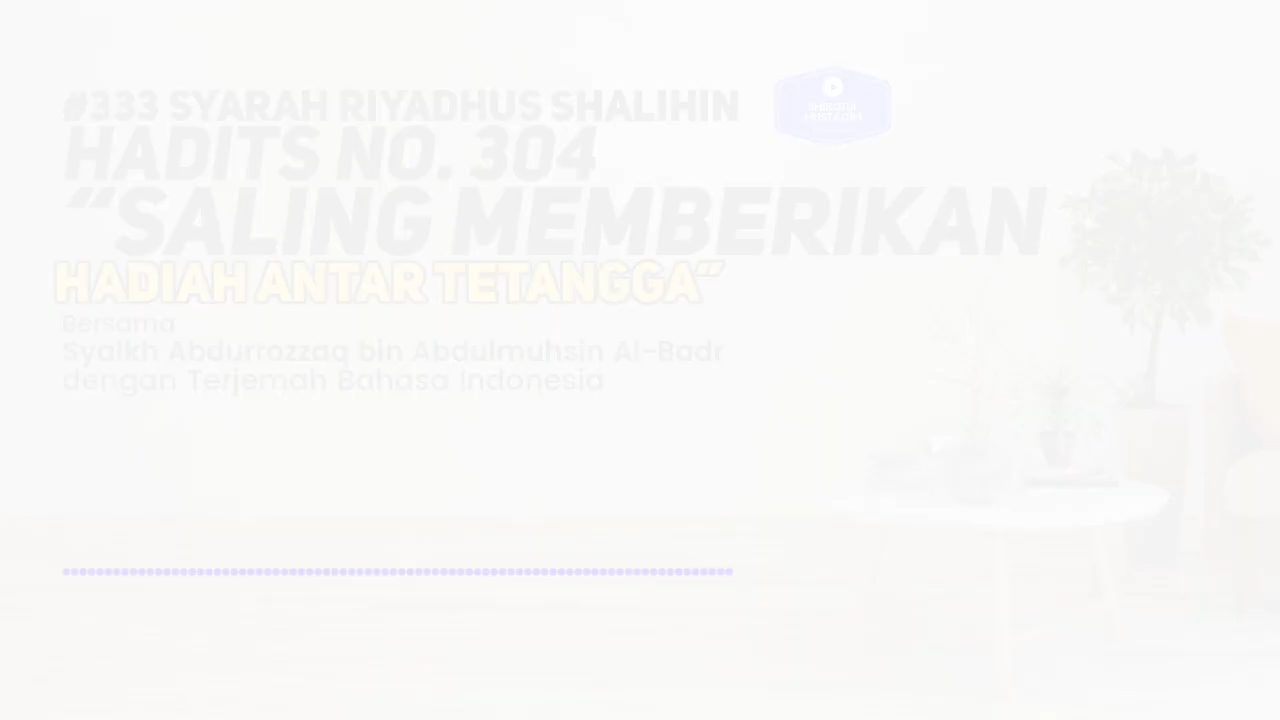 #333 SYARAH RIYADHUS SHALIHIN
HADITS NO. 304
“SALING MEMBERIKAN
HADIAH ANTAR TETANGGA”
Bersama
Syaikh Abdurrozzaq bin Abdulmuhsin Al-Badr
dengan Terjemah Bahasa Indonesia